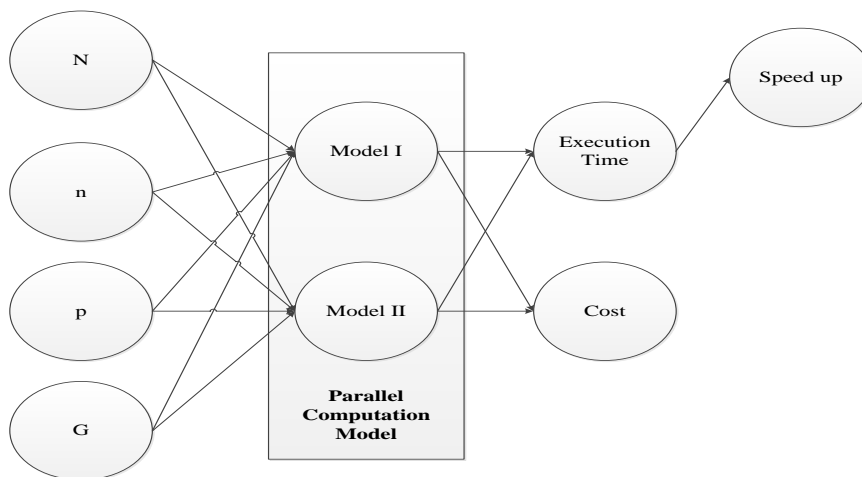 N
n
p
G
Model I
Model II
Parallel
Computation
Model
Execution
Time
Cost
Speed up